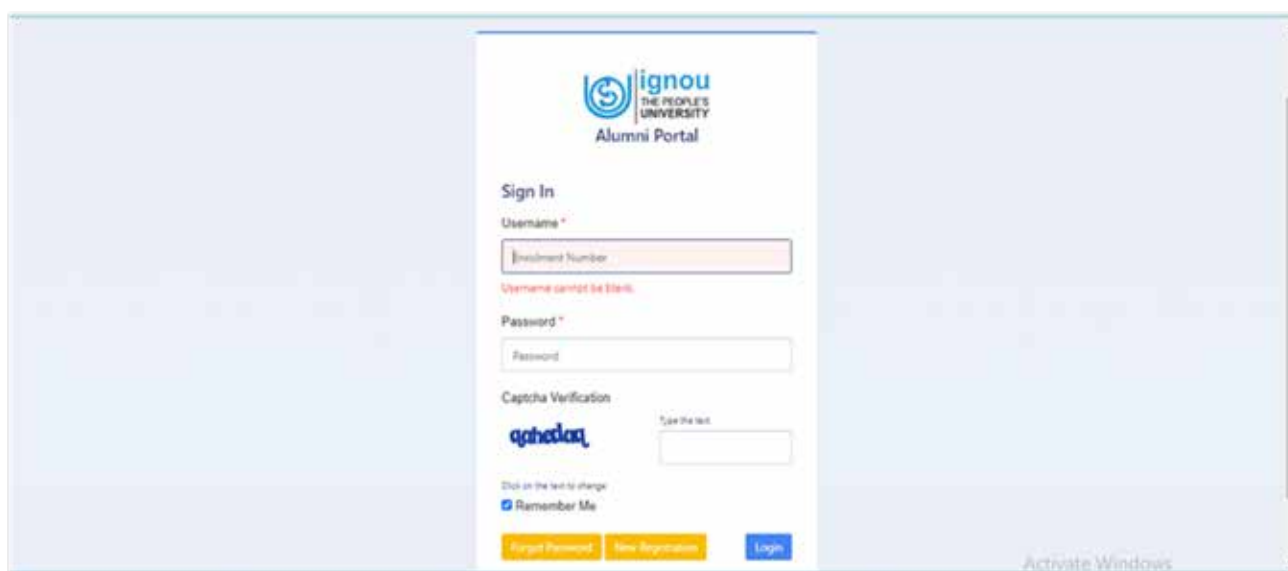 ignou
THE PEOPLE'S
UNIVERSITY
Alumni Portal
Sign In
Username *
Enrolment Number
Username cannot be blank.
Password *
Password
Captcha Verification
Type the text
qahedaq
Click on the text to change
Remember Me
Forgot Password New Registration Login
Activate Windows